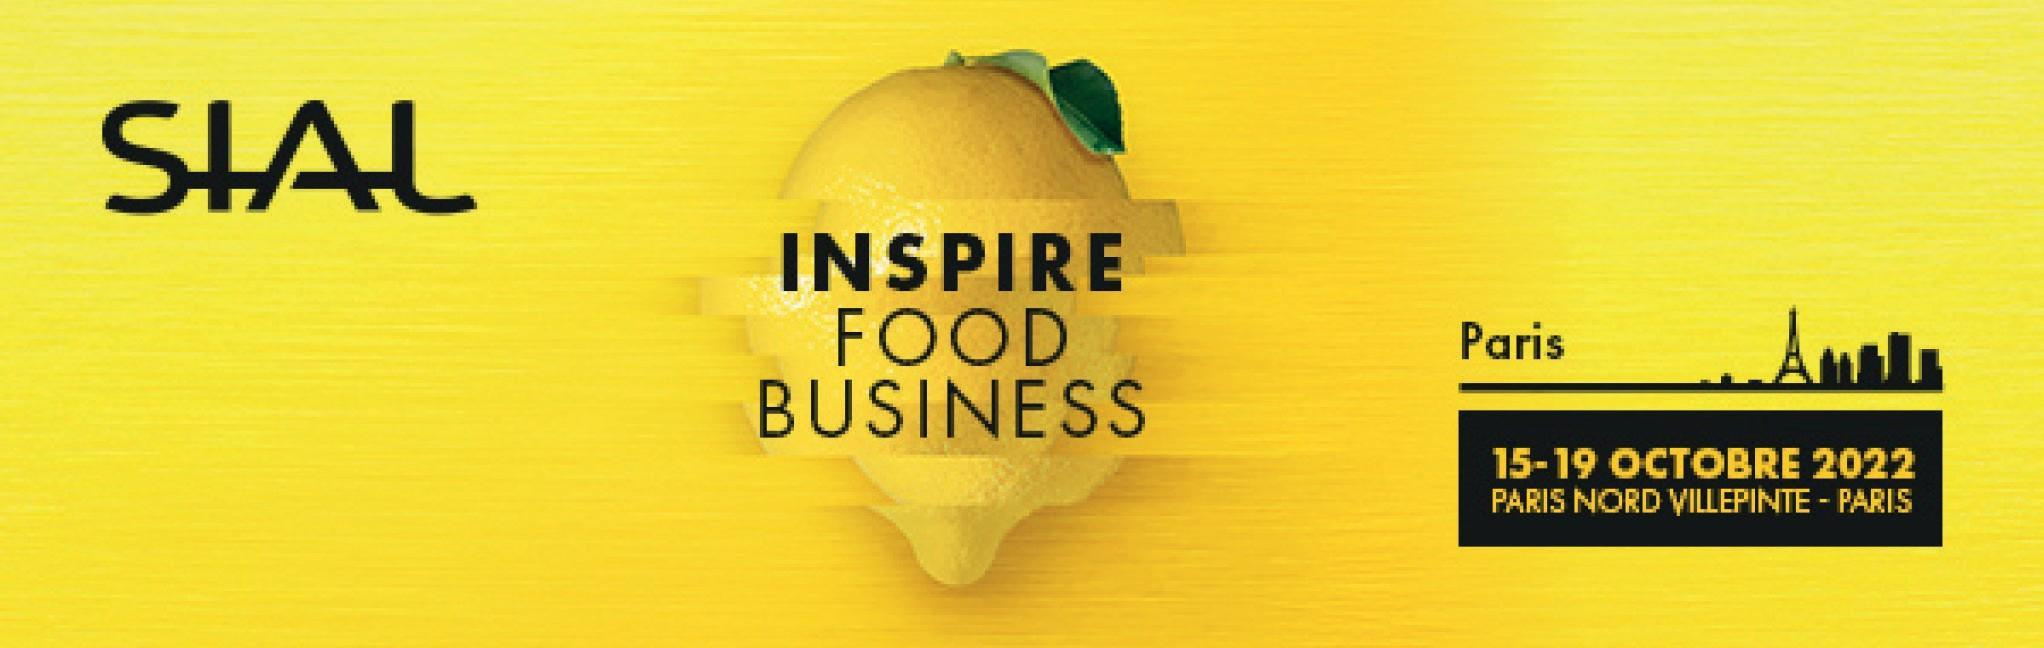 SIAL
INSPIRE
FOOD
BUSINESS
Paris
15-19 OCTOBRE 2022
PARIS NORD VILLEPINTE - PARIS